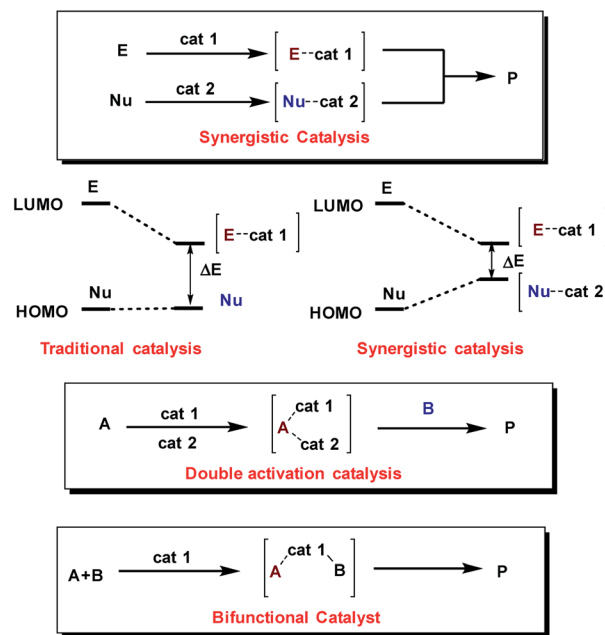 E cat 1 [E--cat 1]
P
Nu cat 2 [Nu--cat 2]
Synergistic Catalysis
E
LUMO
[E--cat 1]
ΔE
Nu
Nu
HOMO
Traditional catalysis
E
LUMO
[E--cat 1
ΔE
Nu
[Nu--cat 2
HOMO
Synergistic catalysis
cat 1
cat 1
B
A
A
P
cat 2
cat 2
Double activation catalysis
cat 1
cat 1
A+B
A
B
P
Bifunctional Catalyst